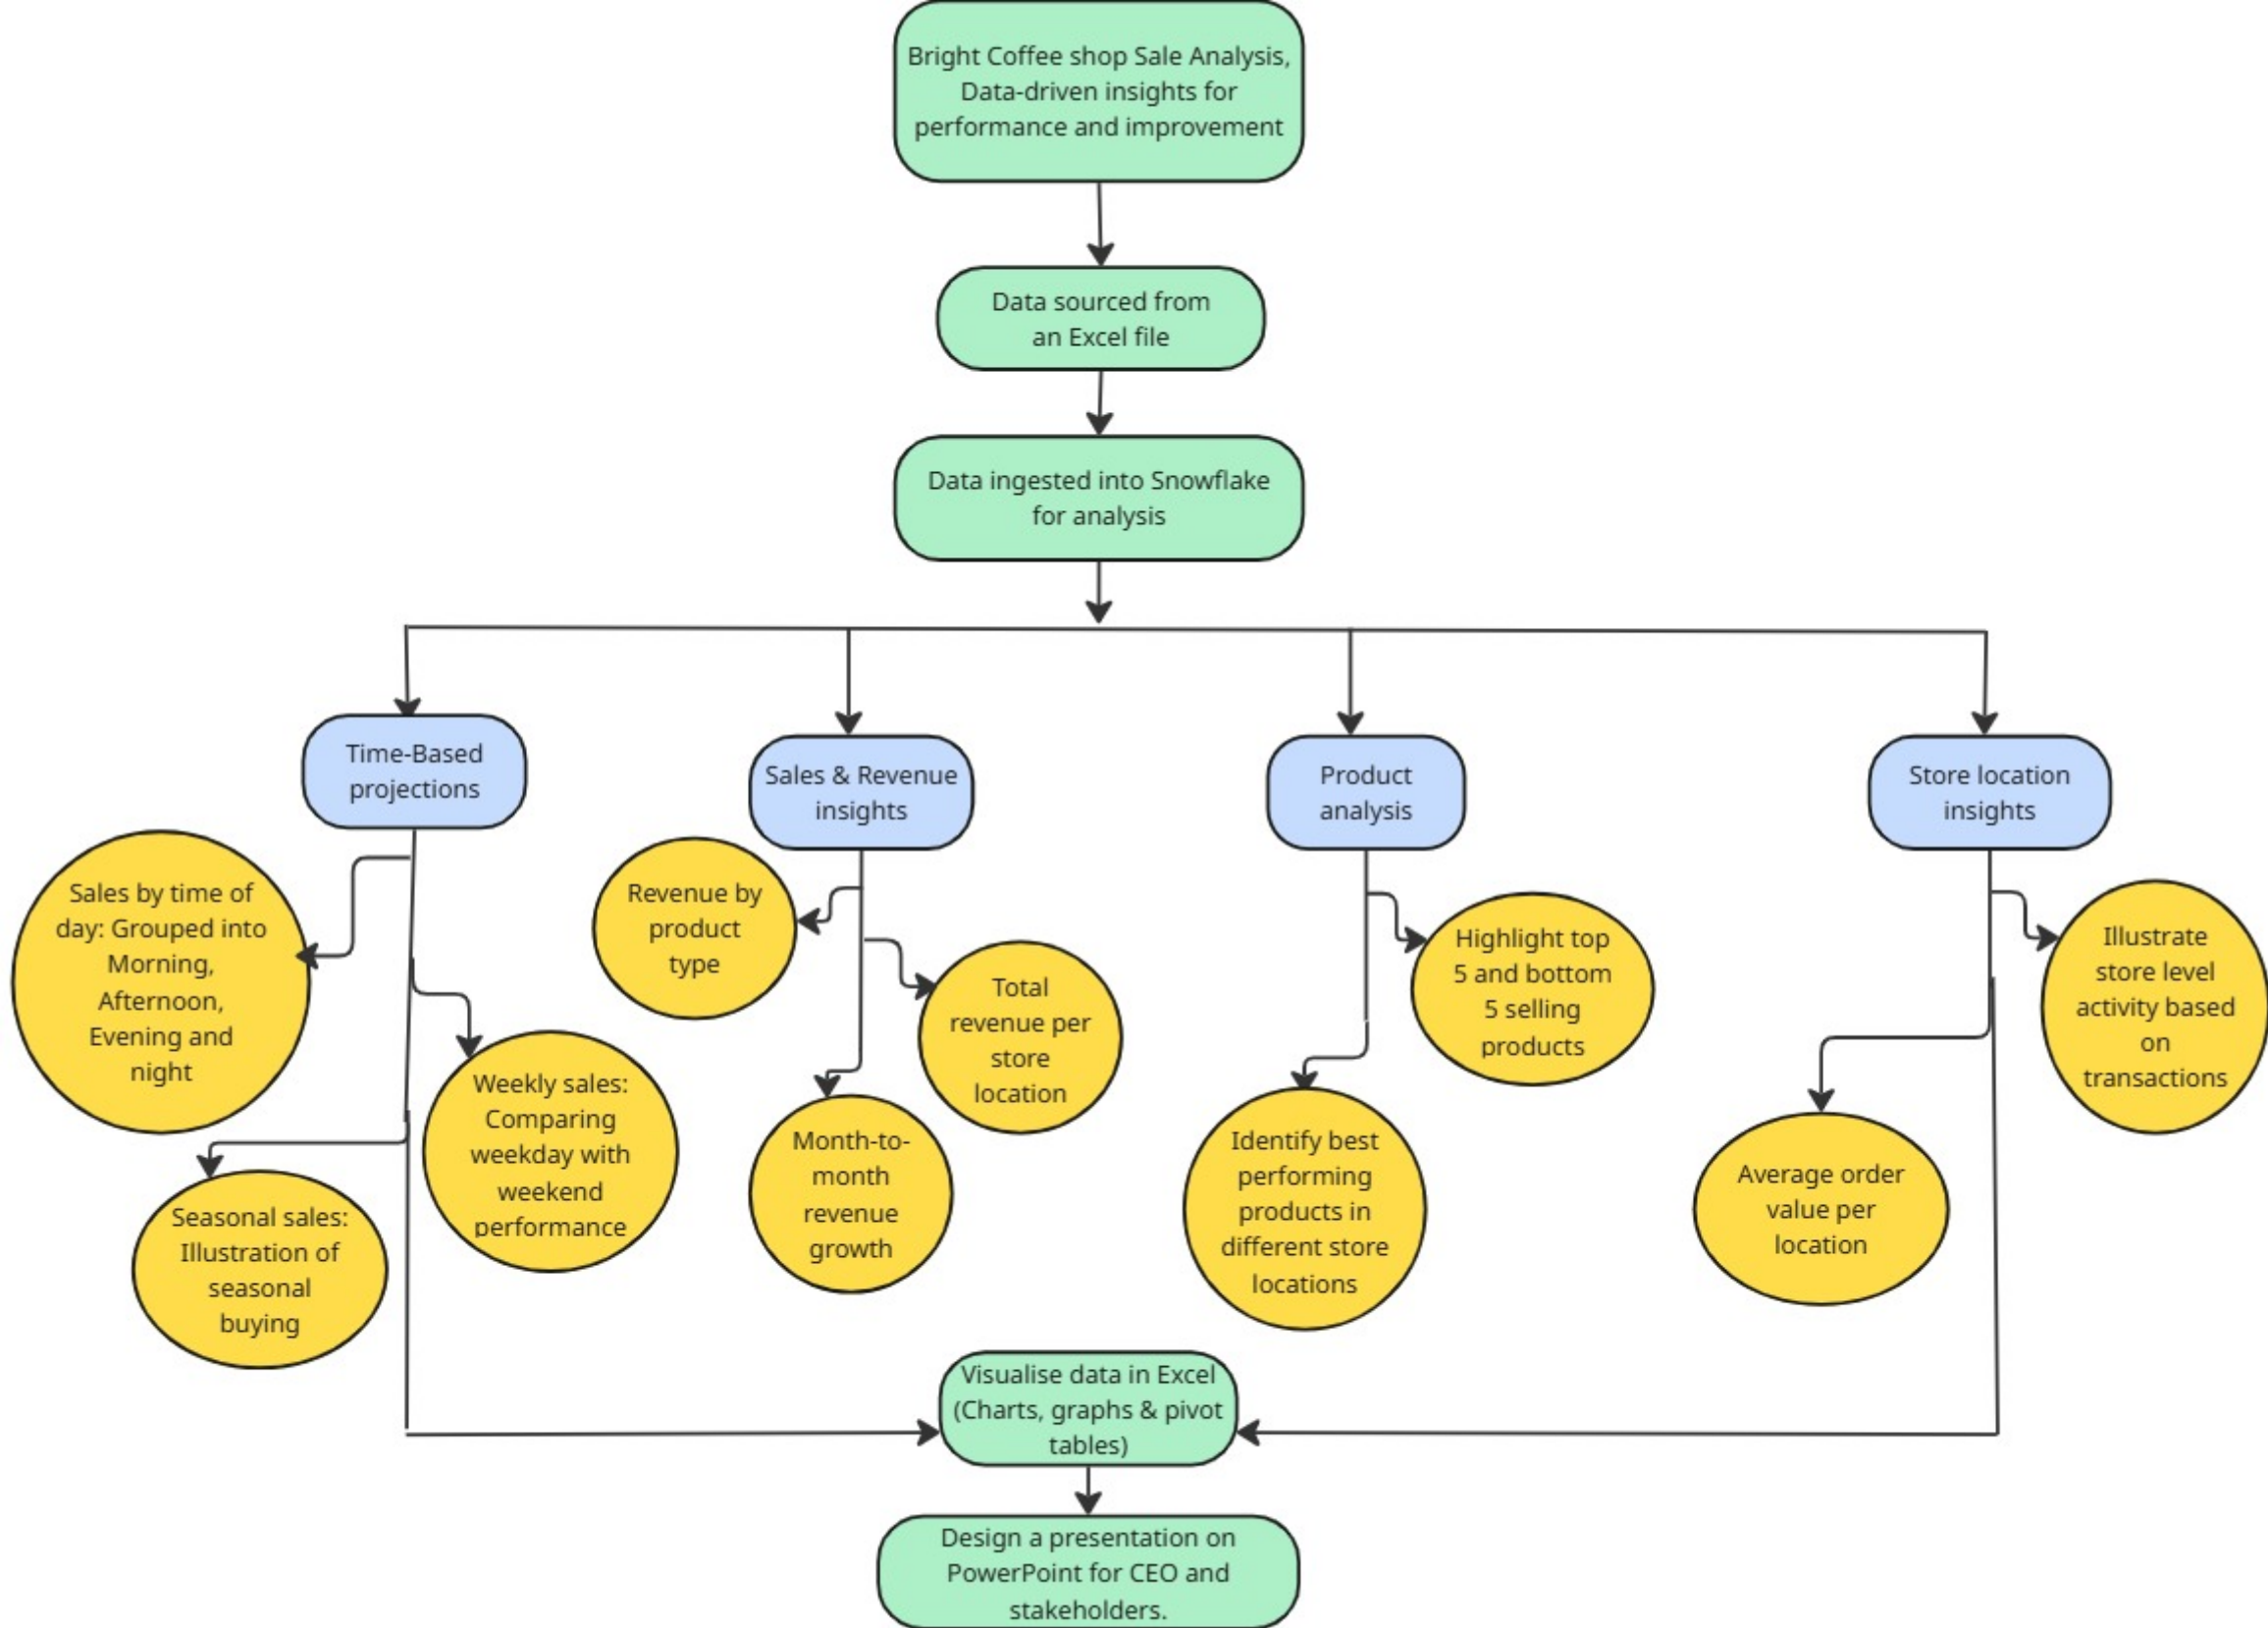 Bright Coffee shop Sale Analysis,
Data-driven insights for
performance and improvement
Data sourced from
an Excel file
Data ingested into Snowflake
for analysis
Time-Based
projections
Sales & Revenue
insights
Product
analysis
Store location
insights
Sales by time of
day: Grouped into
Morning,
Afternoon,
Evening and
night
Weekly sales:
Comparing
weekday with
weekend
performance
Seasonal sales:
Illustration of
seasonal
buying
Revenue by
product
type
Total
revenue per
store
location
Month-to-
month
revenue
growth
Highlight top
5 and bottom
5 selling
products
Identify best
performing
products in
different store
locations
Illustrate
store level
activity based
on
transactions
Average order
value per
location
Visualise data in Excel
(Charts, graphs & pivot
tables)
Design a presentation on
PowerPoint for CEO and
stakeholders.